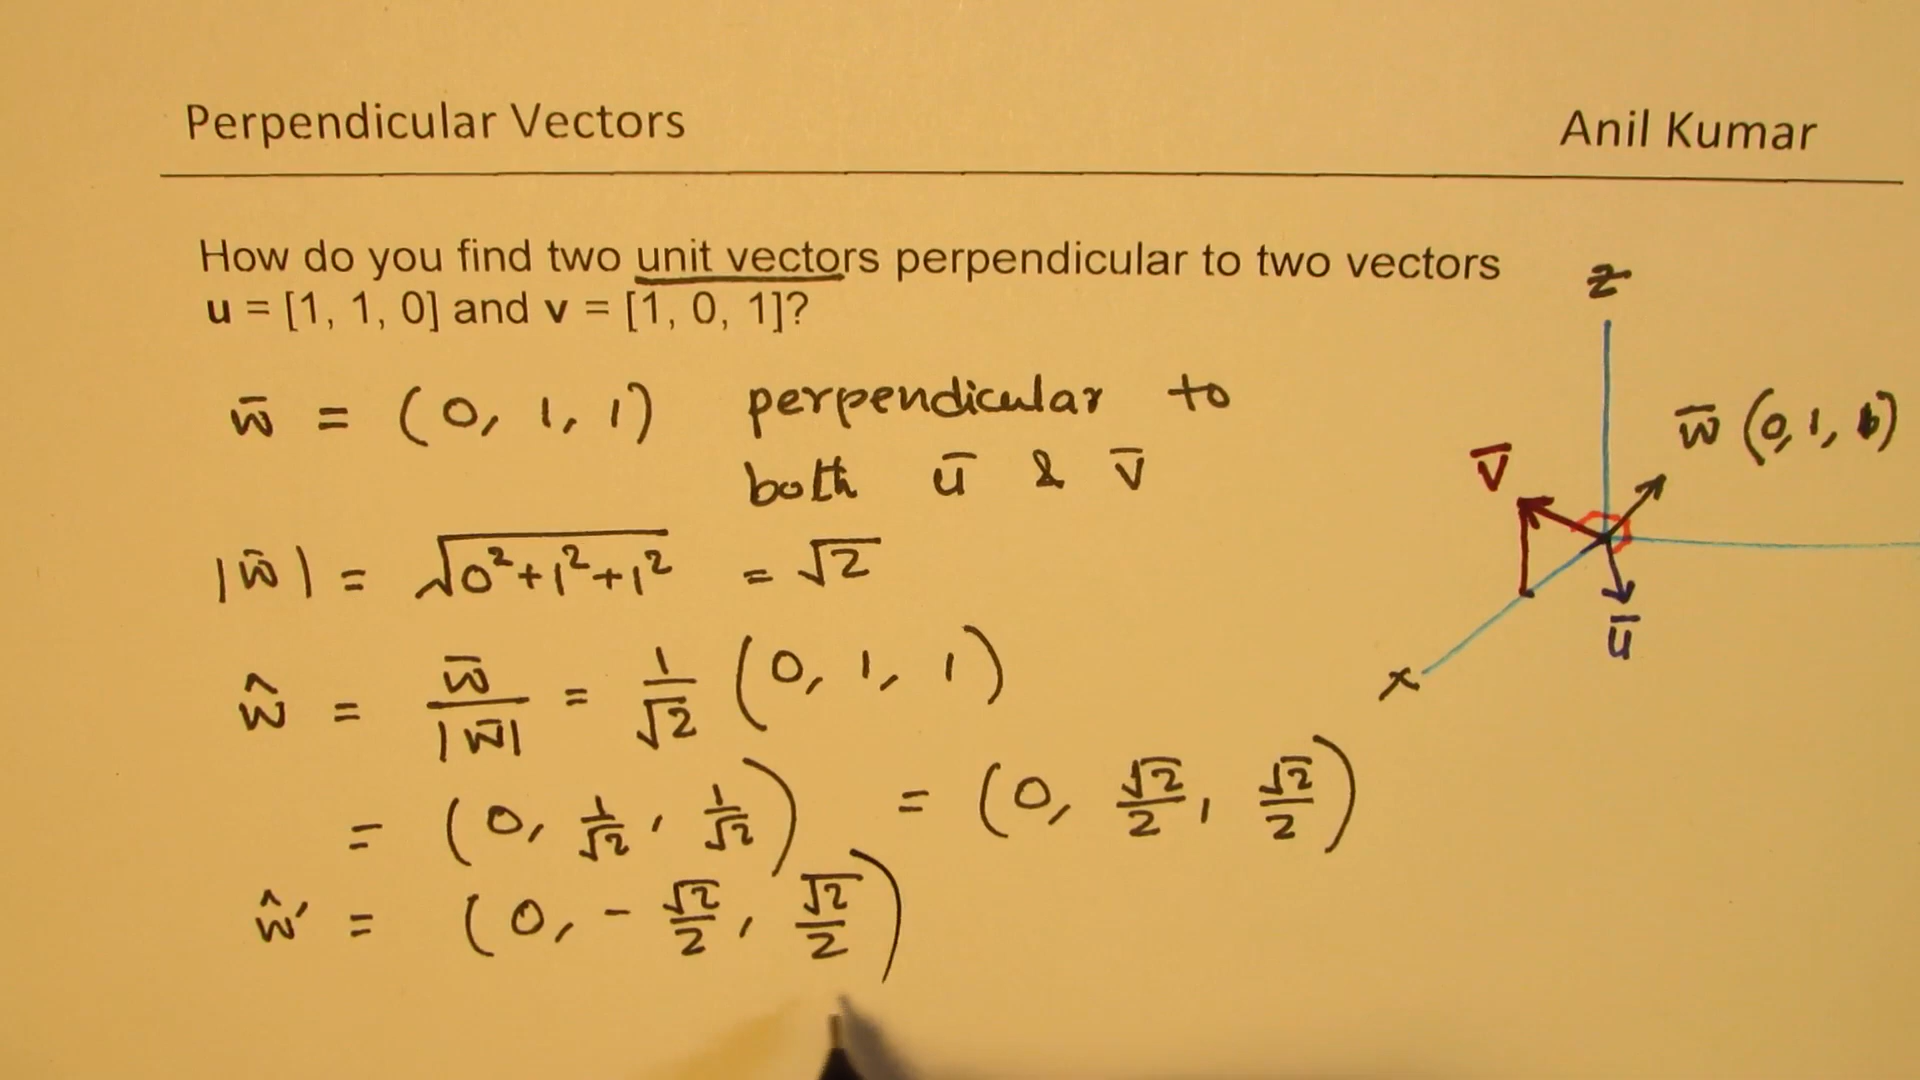 Perpendicular Vectors
Anil Kumar
How do you find two unit vectors perpendicular to two vectors
u = [1, 1, 0] and v = [1, 0, 1]?
w̄ = (0, 1, 1) perpendicular to
both ū & v̄
|w̄| = √(0²+1²+1²) = √2
ŵ = w̄/|w̄| = 1/√2 (0, 1, 1)
= (0, 1/√2, 1/√2) = (0, √2/2, √2/2)
ŵ' = (0, -√2/2, √2/2)
z
w̄ (0, 1, 1)
v̄
ū
x